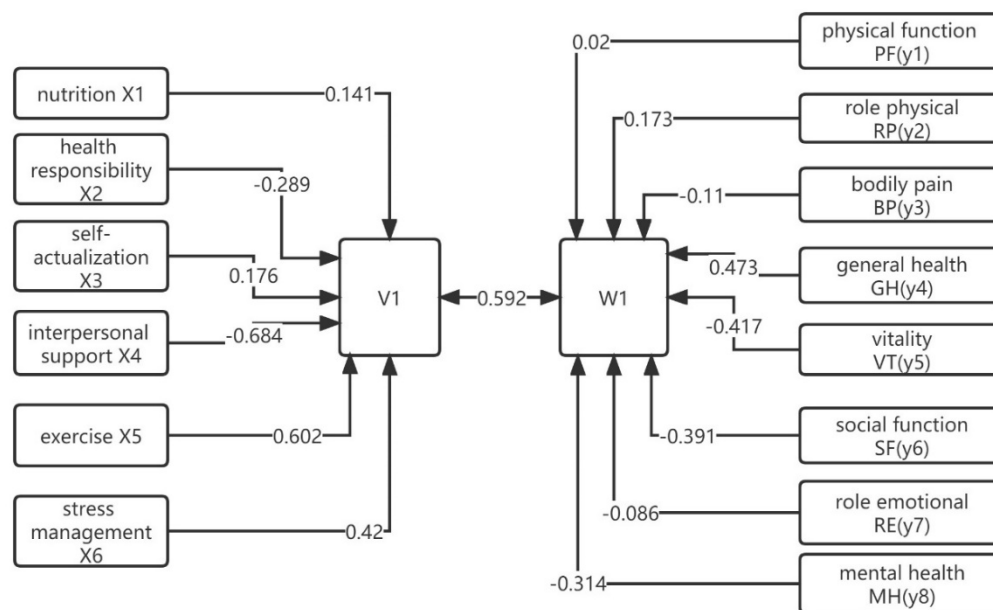 nutrition X1
0.141
health
responsibility
X2
-0.289
self-
actualization
X3
0.176
interpersonal
support X4
-0.684
exercise X5
0.602
stress
management
X6
0.42
V1
0.592
W1
physical function
PF(y1)
0.02
role physical
RP(y2)
0.173
bodily pain
BP(y3)
-0.11
general health
GH(y4)
0.473
vitality
VT(y5)
-0.417
social function
SF(y6)
-0.391
role emotional
RE(y7)
-0.086
mental health
MH(y8)
-0.314